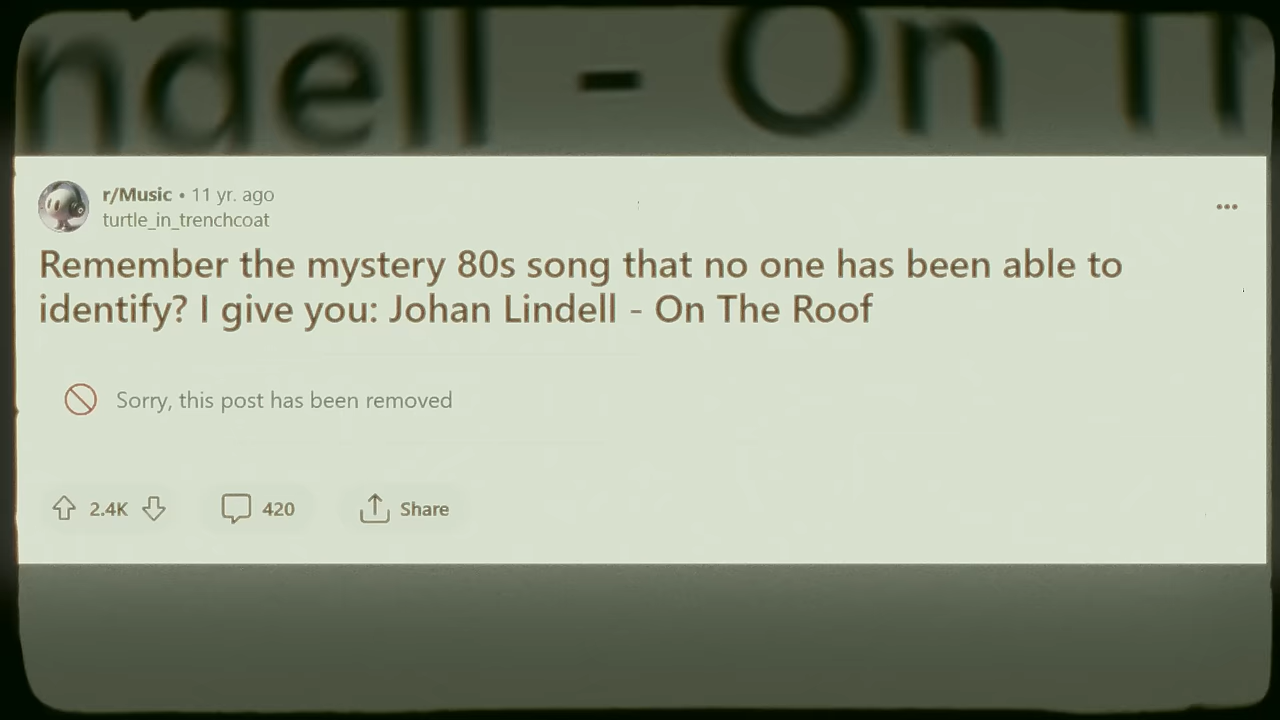 ndell - On Th
r/Music • 11 yr. ago
turtle_in_trenchcoat
Remember the mystery 80s song that no one has been able to
identify? I give you: Johan Lindell - On The Roof
Sorry, this post has been removed
2.4K 420 Share